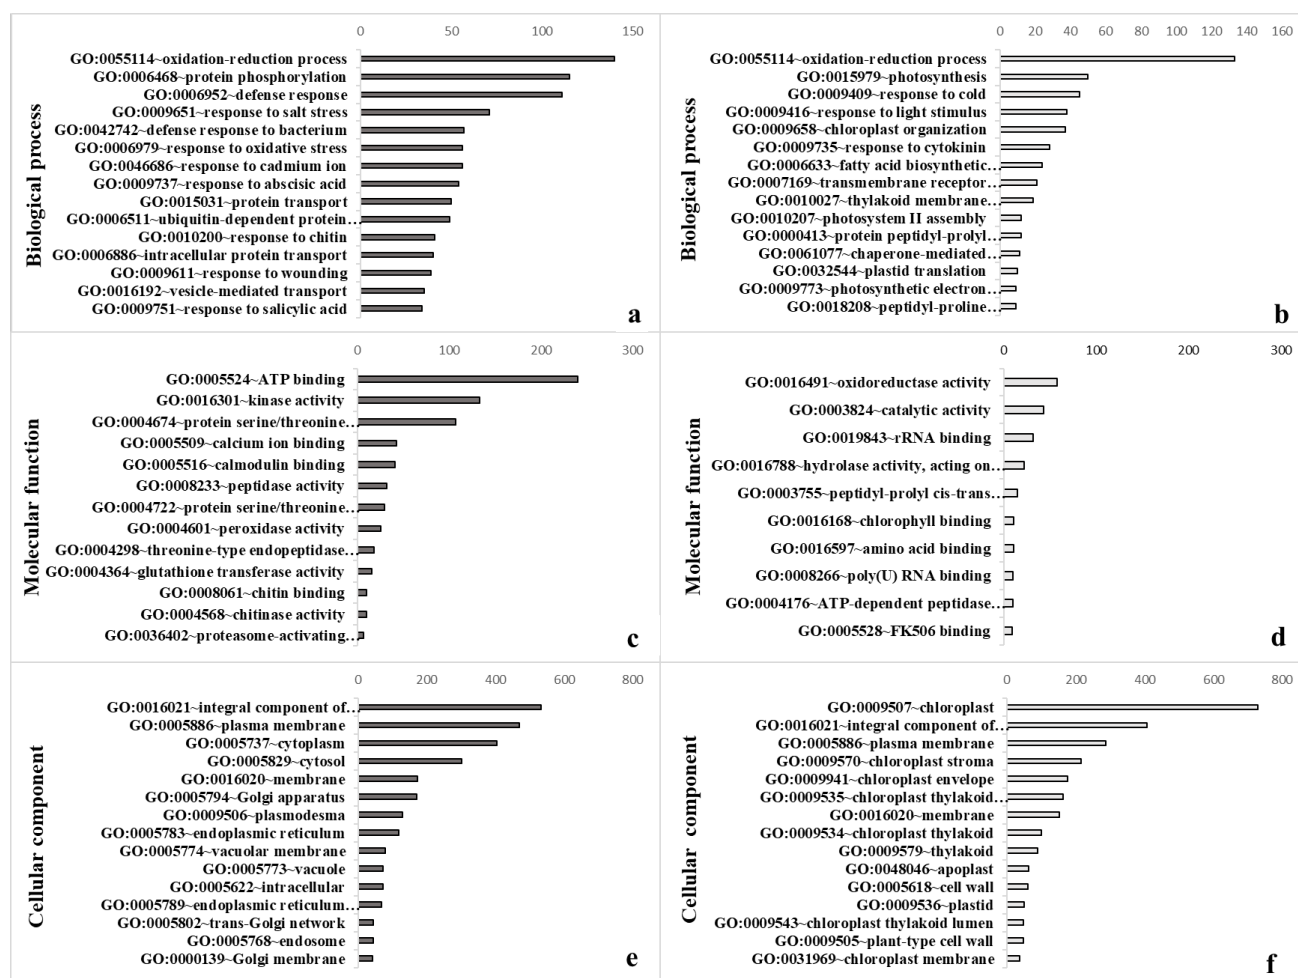 0 50 100 150
Biological process
GO:0055114~oxidation-reduction process
GO:0006468~protein phosphorylation
GO:0006952~defense response
GO:0009651~response to salt stress
GO:0042742~defense response to bacterium
GO:0006979~response to oxidative stress
GO:0046686~response to cadmium ion
GO:0009737~response to abscisic acid
GO:0015031~protein transport
GO:0006511~ubiquitin-dependent protein…
GO:0010200~response to chitin
GO:0006886~intracellular protein transport
GO:0009611~response to wounding
GO:0016192~vesicle-mediated transport
GO:0009751~response to salicylic acid
a
0 20 40 60 80 100 120 140 160
Biological process
GO:0055114~oxidation-reduction process
GO:0015979~photosynthesis
GO:0009409~response to cold
GO:0009416~response to light stimulus
GO:0009658~chloroplast organization
GO:0009735~response to cytokinin
GO:0006633~fatty acid biosynthetic…
GO:0007169~transmembrane receptor…
GO:0010027~thylakoid membrane…
GO:0010207~photosystem II assembly
GO:0000413~protein peptidyl-prolyl…
GO:0061077~chaperone-mediated…
GO:0032544~plastid translation
GO:0009773~photosynthetic electron…
GO:0018208~peptidyl-proline…
b
0 100 200 300
Molecular function
GO:0005524~ATP binding
GO:0016301~kinase activity
GO:0004674~protein serine/threonine…
GO:0005509~calcium ion binding
GO:0005516~calmodulin binding
GO:0008233~peptidase activity
GO:0004722~protein serine/threonine…
GO:0004601~peroxidase activity
GO:0004298~threonine-type endopeptidase…
GO:0004364~glutathione transferase activity
GO:0008061~chitin binding
GO:0004568~chitinase activity
GO:0036402~proteasome-activating…
c
0 100 200 300
Molecular function
GO:0016491~oxidoreductase activity
GO:0003824~catalytic activity
GO:0019843~rRNA binding
GO:0016788~hydrolase activity, acting on…
GO:0003755~peptidyl-prolyl cis-trans…
GO:0016168~chlorophyll binding
GO:0016597~amino acid binding
GO:0008266~poly(U) RNA binding
GO:0004176~ATP-dependent peptidase…
GO:0005528~FK506 binding
d
0 200 400 600 800
Cellular component
GO:0016021~integral component of…
GO:0005886~plasma membrane
GO:0005737~cytoplasm
GO:0005829~cytosol
GO:0016020~membrane
GO:0005794~Golgi apparatus
GO:0009506~plasmodesma
GO:0005783~endoplasmic reticulum
GO:0005774~vacuolar membrane
GO:0005773~vacuole
GO:0005622~intracellular
GO:0005789~endoplasmic reticulum…
GO:0005802~trans-Golgi network
GO:0005768~endosome
GO:0000139~Golgi membrane
e
0 200 400 600 800
Cellular component
GO:0009507~chloroplast
GO:0016021~integral component of…
GO:0005886~plasma membrane
GO:0009570~chloroplast stroma
GO:0009941~chloroplast envelope
GO:0009535~chloroplast thylakoid…
GO:0016020~membrane
GO:0009534~chloroplast thylakoid
GO:0009579~thylakoid
GO:0048046~apoplast
GO:0005618~cell wall
GO:0009536~plastid
GO:0009543~chloroplast thylakoid lumen
GO:0009505~plant-type cell wall
GO:0031969~chloroplast membrane
f